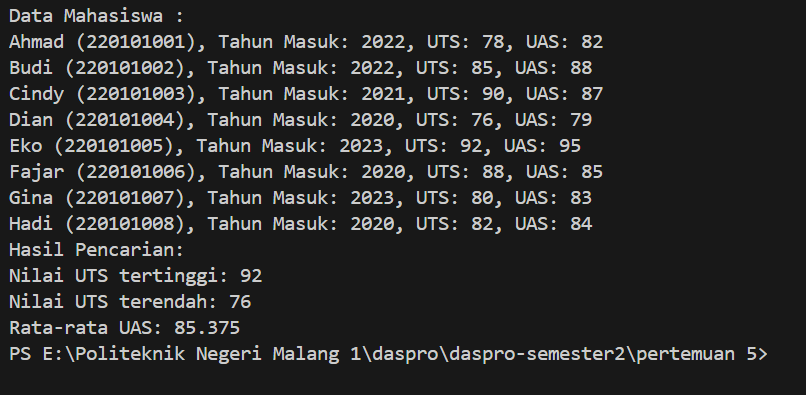 Data Mahasiswa :
Ahmad (220101001), Tahun Masuk: 2022, UTS: 78, UAS: 82
Budi (220101002), Tahun Masuk: 2022, UTS: 85, UAS: 88
Cindy (220101003), Tahun Masuk: 2021, UTS: 90, UAS: 87
Dian (220101004), Tahun Masuk: 2020, UTS: 76, UAS: 79
Eko (220101005), Tahun Masuk: 2023, UTS: 92, UAS: 95
Fajar (220101006), Tahun Masuk: 2020, UTS: 88, UAS: 85
Gina (220101007), Tahun Masuk: 2023, UTS: 80, UAS: 83
Hadi (220101008), Tahun Masuk: 2020, UTS: 82, UAS: 84
Hasil Pencarian:
Nilai UTS tertinggi: 92
Nilai UTS terendah: 76
Rata-rata UAS: 85.375
PS E:\Politeknik Negeri Malang 1\daspro\daspro-semester2\pertemuan 5>